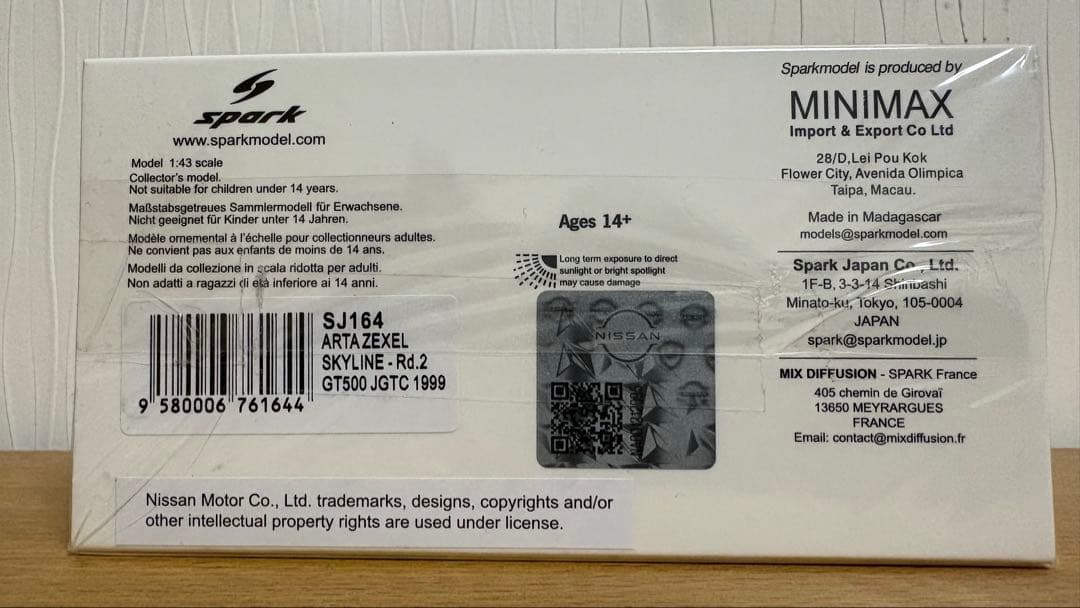 spark
www.sparkmodel.com
Model 1:43 scale
Collector's model.
Not suitable for children under 14 years.
Maßstabsgetreues Sammlermodell für Erwachsene.
Nicht geeignet für Kinder unter 14 Jahren.
Modèle ornemental à l'échelle pour collectionneurs adultes.
Ne convient pas aux enfants de moins de 14 ans.
Modelli da collezione in scala ridotta per adulti.
Non adatti a ragazzi di età inferiore ai 14 anni.
SJ164
ARTA ZEXEL
SKYLINE - Rd.2
GT500 JGTC 1999
9 580006 761644
Nissan Motor Co., Ltd. trademarks, designs, copyrights and/or
other intellectual property rights are used under license.
Ages 14+
Long term exposure to direct
sunlight or bright spotlight
may cause damage
NISSAN
Sparkmodel is produced by
MINIMAX
Import & Export Co Ltd
28/D,Lei Pou Kok
Flower City, Avenida Olimpica
Taipa, Macau.
Made in Madagascar
models@sparkmodel.com
Spark Japan Co., Ltd.
1F-B, 3-3-14 Shinbashi
Minato-ku, Tokyo, 105-0004
JAPAN
spark@sparkmodel.jp
MIX DIFFUSION - SPARK France
405 chemin de Girovaï
13650 MEYRARGUES
FRANCE
Email: contact@mixdiffusion.fr